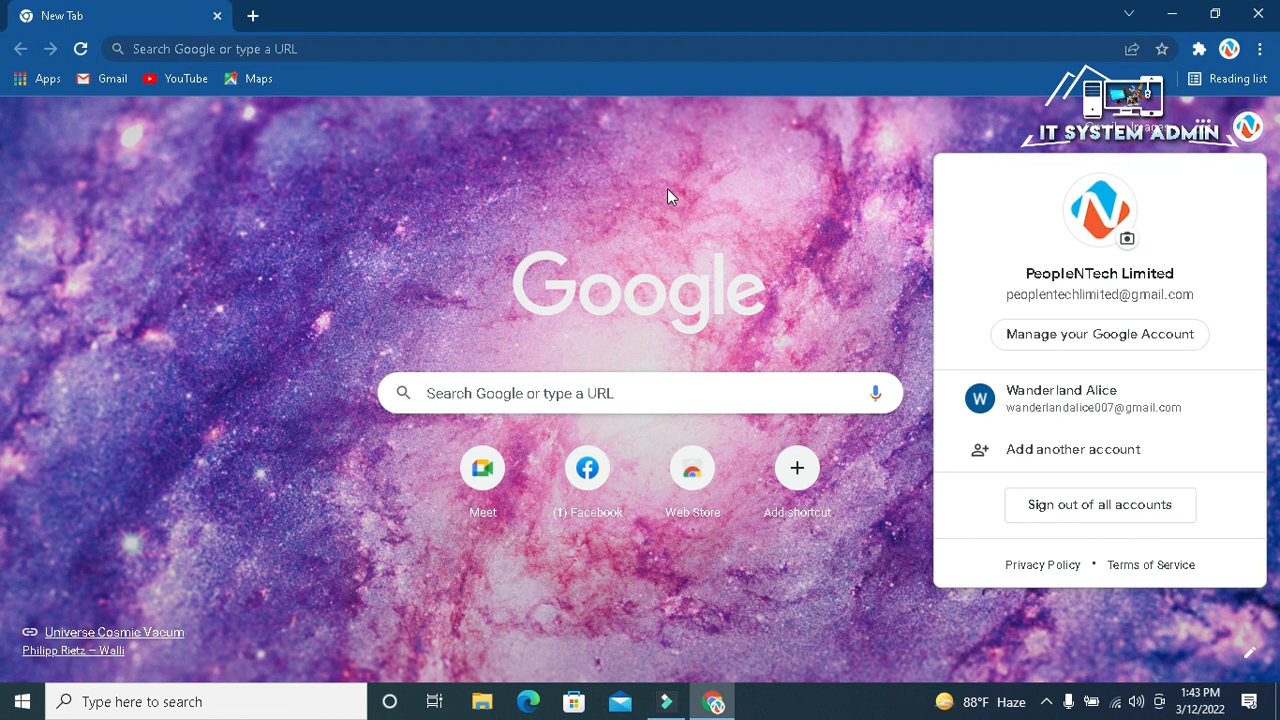 New Tab
Search Google or type a URL
Apps
Gmail
YouTube
Maps
Reading list
IT SYSTEM ADMIN
PeopleNTech Limited
peoplentechlimited@gmail.com
Manage your Google Account
Google
Search Google or type a URL
W
Wanderland Alice
wanderlandalice007@gmail.com
Add another account
Meet
(1) Facebook
Web Store
Add shortcut
Sign out of all accounts
Privacy Policy • Terms of Service
Universe Cosmic Vacum
Philipp Rietz – Walli
Type here to search
88°F Haze
1:43 PM
3/12/2022